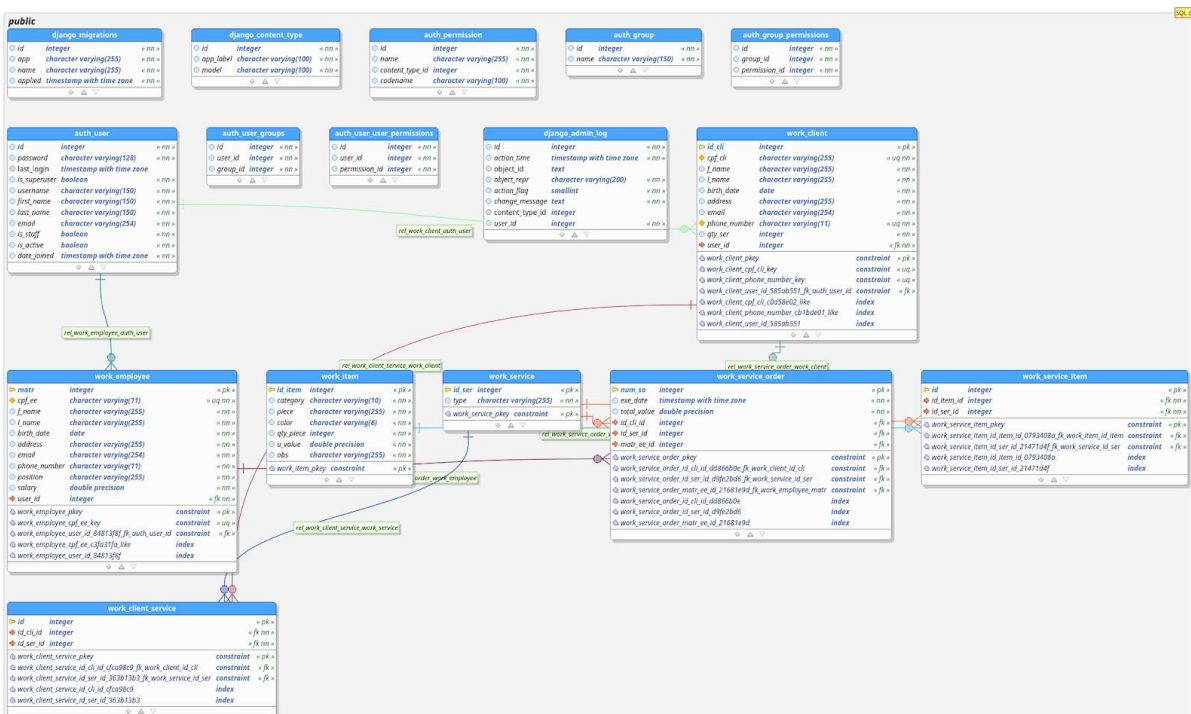 SQL
public
django_migrations
id integer « nn »
app character varying(255) « nn »
name character varying(255) « nn »
applied timestamp with time zone « nn »
django_content_type
id integer « nn »
app_label character varying(100) « nn »
model character varying(100) « nn »
auth_permission
id integer « nn »
name character varying(255) « nn »
content_type_id integer « nn »
codename character varying(100) « nn »
auth_group
id integer « nn »
name character varying(150) « nn »
auth_group_permissions
id integer « nn »
group_id integer « nn »
permission_id integer « nn »
auth_user
id integer « nn »
password character varying(128) « nn »
last_login timestamp with time zone
is_superuser boolean « nn »
username character varying(150) « nn »
first_name character varying(150) « nn »
last_name character varying(150) « nn »
email character varying(254) « nn »
is_staff boolean « nn »
is_active boolean « nn »
date_joined timestamp with time zone « nn »
auth_user_groups
id integer « nn »
user_id integer « nn »
group_id integer « nn »
auth_user_user_permissions
id integer « nn »
user_id integer « nn »
permission_id integer « nn »
django_admin_log
id integer « nn »
action_time timestamp with time zone « nn »
object_id text
object_repr character varying(200) « nn »
action_flag smallint « nn »
change_message text « nn »
content_type_id integer
user_id integer « nn »
work_client
id_cli integer « pk »
cpf_cli character varying(255) « uq nn »
f_name character varying(255) « nn »
l_name character varying(255) « nn »
birth_date date « nn »
address character varying(255) « nn »
email character varying(254) « nn »
phone_number character varying(11) « uq nn »
qty_ser integer « nn »
user_id integer « fk nn »
work_client_pkey constraint « pk »
work_client_cpf_cli_key constraint « uq »
work_client_phone_number_key constraint « uq »
work_client_user_id_585ab551_fk_auth_user_id constraint « fk »
work_client_cpf_cli_c0d58e02_like index
work_client_phone_number_cb1bde01_like index
work_client_user_id_585ab551 index
rel_work_client_auth_user
rel_work_employee_auth_user
rel_work_client_service_work_client
rel_work_service_order_work_client
work_employee
matr integer « pk »
cpf_ee character varying(11) « uq nn »
f_name character varying(255) « nn »
l_name character varying(255) « nn »
birth_date date « nn »
address character varying(255) « nn »
email character varying(254) « nn »
phone_number character varying(11) « nn »
position character varying(255) « nn »
salary double precision « nn »
user_id integer « fk nn »
work_employee_pkey constraint « pk »
work_employee_cpf_ee_key constraint « uq »
work_employee_user_id_84813f8f_fk_auth_user_id constraint « fk »
work_employee_cpf_ee_c3fa31fa_like index
work_employee_user_id_84813f8f index
work_item
id_item integer « pk »
category character varying(10) « nn »
piece character varying(255) « nn »
color character varying(6) « nn »
qty_piece integer « nn »
u_value double precision « nn »
obs character varying(255) « nn »
work_item_pkey constraint « pk »
work_service
id_ser integer « pk »
type character varying(255) « nn »
work_service_pkey constraint « pk »
rel_work_service_order_
order_work_employee
rel_work_client_service_work_service
work_service_order
num_so integer « pk »
exe_date timestamp with time zone « nn »
total_value double precision « nn »
id_cli_id integer « fk nn »
id_ser_id integer « fk nn »
matr_ee_id integer « fk nn »
work_service_order_pkey constraint « pk »
work_service_order_id_cli_id_dd866b0e_fk_work_client_id_cli constraint « fk »
work_service_order_id_ser_id_d9fe2bd6_fk_work_service_id_ser constraint « fk »
work_service_order_matr_ee_id_21681e9d_fk_work_employee_matr constraint « fk »
work_service_order_id_cli_id_dd866b0e index
work_service_order_id_ser_id_d9fe2bd6 index
work_service_order_matr_ee_id_21681e9d index
work_service_item
id integer « pk »
id_item_id integer « fk nn »
id_ser_id integer « fk nn »
work_service_item_pkey constraint « pk »
work_service_item_id_item_id_0793408a_fk_work_item_id_item constraint « fk »
work_service_item_id_ser_id_21471d4f_fk_work_service_id_ser constraint « fk »
work_service_item_id_item_id_0793408a index
work_service_item_id_ser_id_21471d4f index
work_client_service
id integer « pk »
id_cli_id integer « fk nn »
id_ser_id integer « fk nn »
work_client_service_pkey constraint « pk »
work_client_service_id_cli_id_cfca98c9_fk_work_client_id_cli constraint « fk »
work_client_service_id_ser_id_363b13b3_fk_work_service_id_ser constraint « fk »
work_client_service_id_cli_id_cfca98c9 index
work_client_service_id_ser_id_363b13b3 index